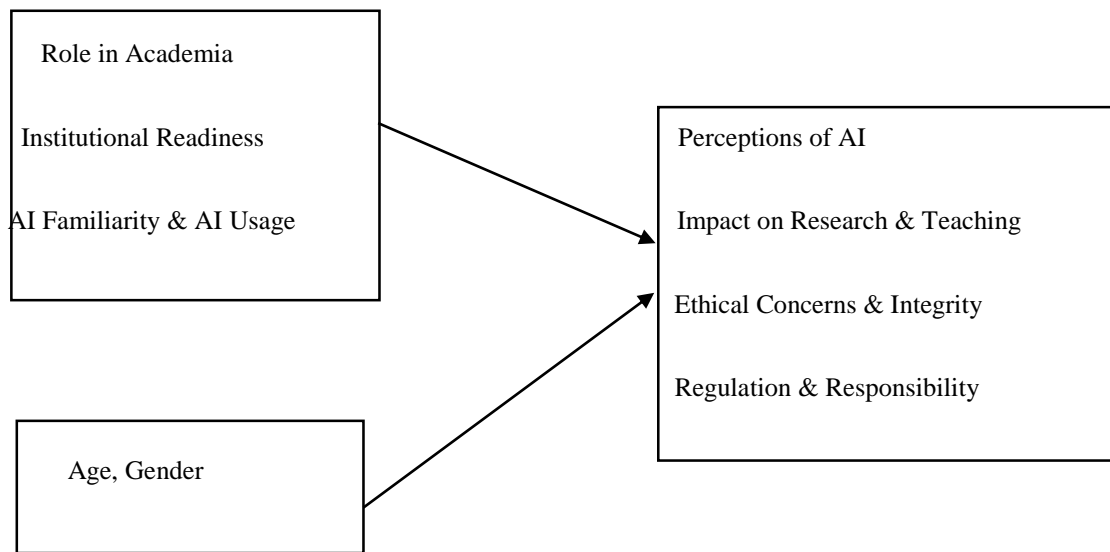 Role in Academia
Institutional Readiness
AI Familiarity & AI Usage
Perceptions of AI
Impact on Research & Teaching
Ethical Concerns & Integrity
Regulation & Responsibility
Age, Gender